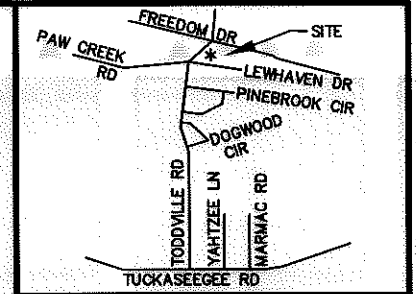 FREEDOM DR
SITE
PAW CREEK
RD
*
LEWHAVEN DR
PINEBROOK CIR
DOGWOOD
CIR
TODDVILLE RD
YAHTZEE LN
MARMAC RD
TUCKASEEGEE RD